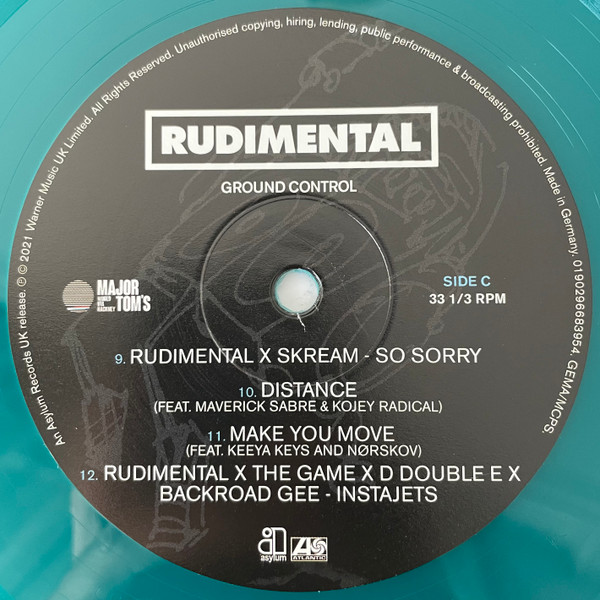 An Asylum Records UK release. ℗ © 2021 Warner Music UK Limited. All Rights Reserved. Unauthorised copying, hiring, lending, public performance & broadcasting prohibited. Made in Germany. 0190296683954. GEMA/MCPS.
RUDIMENTAL
GROUND CONTROL
MAJOR
TOM'S
SIDE C
33 1/3 RPM
9. RUDIMENTAL X SKREAM - SO SORRY
10. DISTANCE
(FEAT. MAVERICK SABRE & KOJEY RADICAL)
11. MAKE YOU MOVE
(FEAT. KEEYA KEYS AND NØRSKOV)
12. RUDIMENTAL X THE GAME X D DOUBLE E X
BACKROAD GEE - INSTAJETS
asylum
ATLANTIC